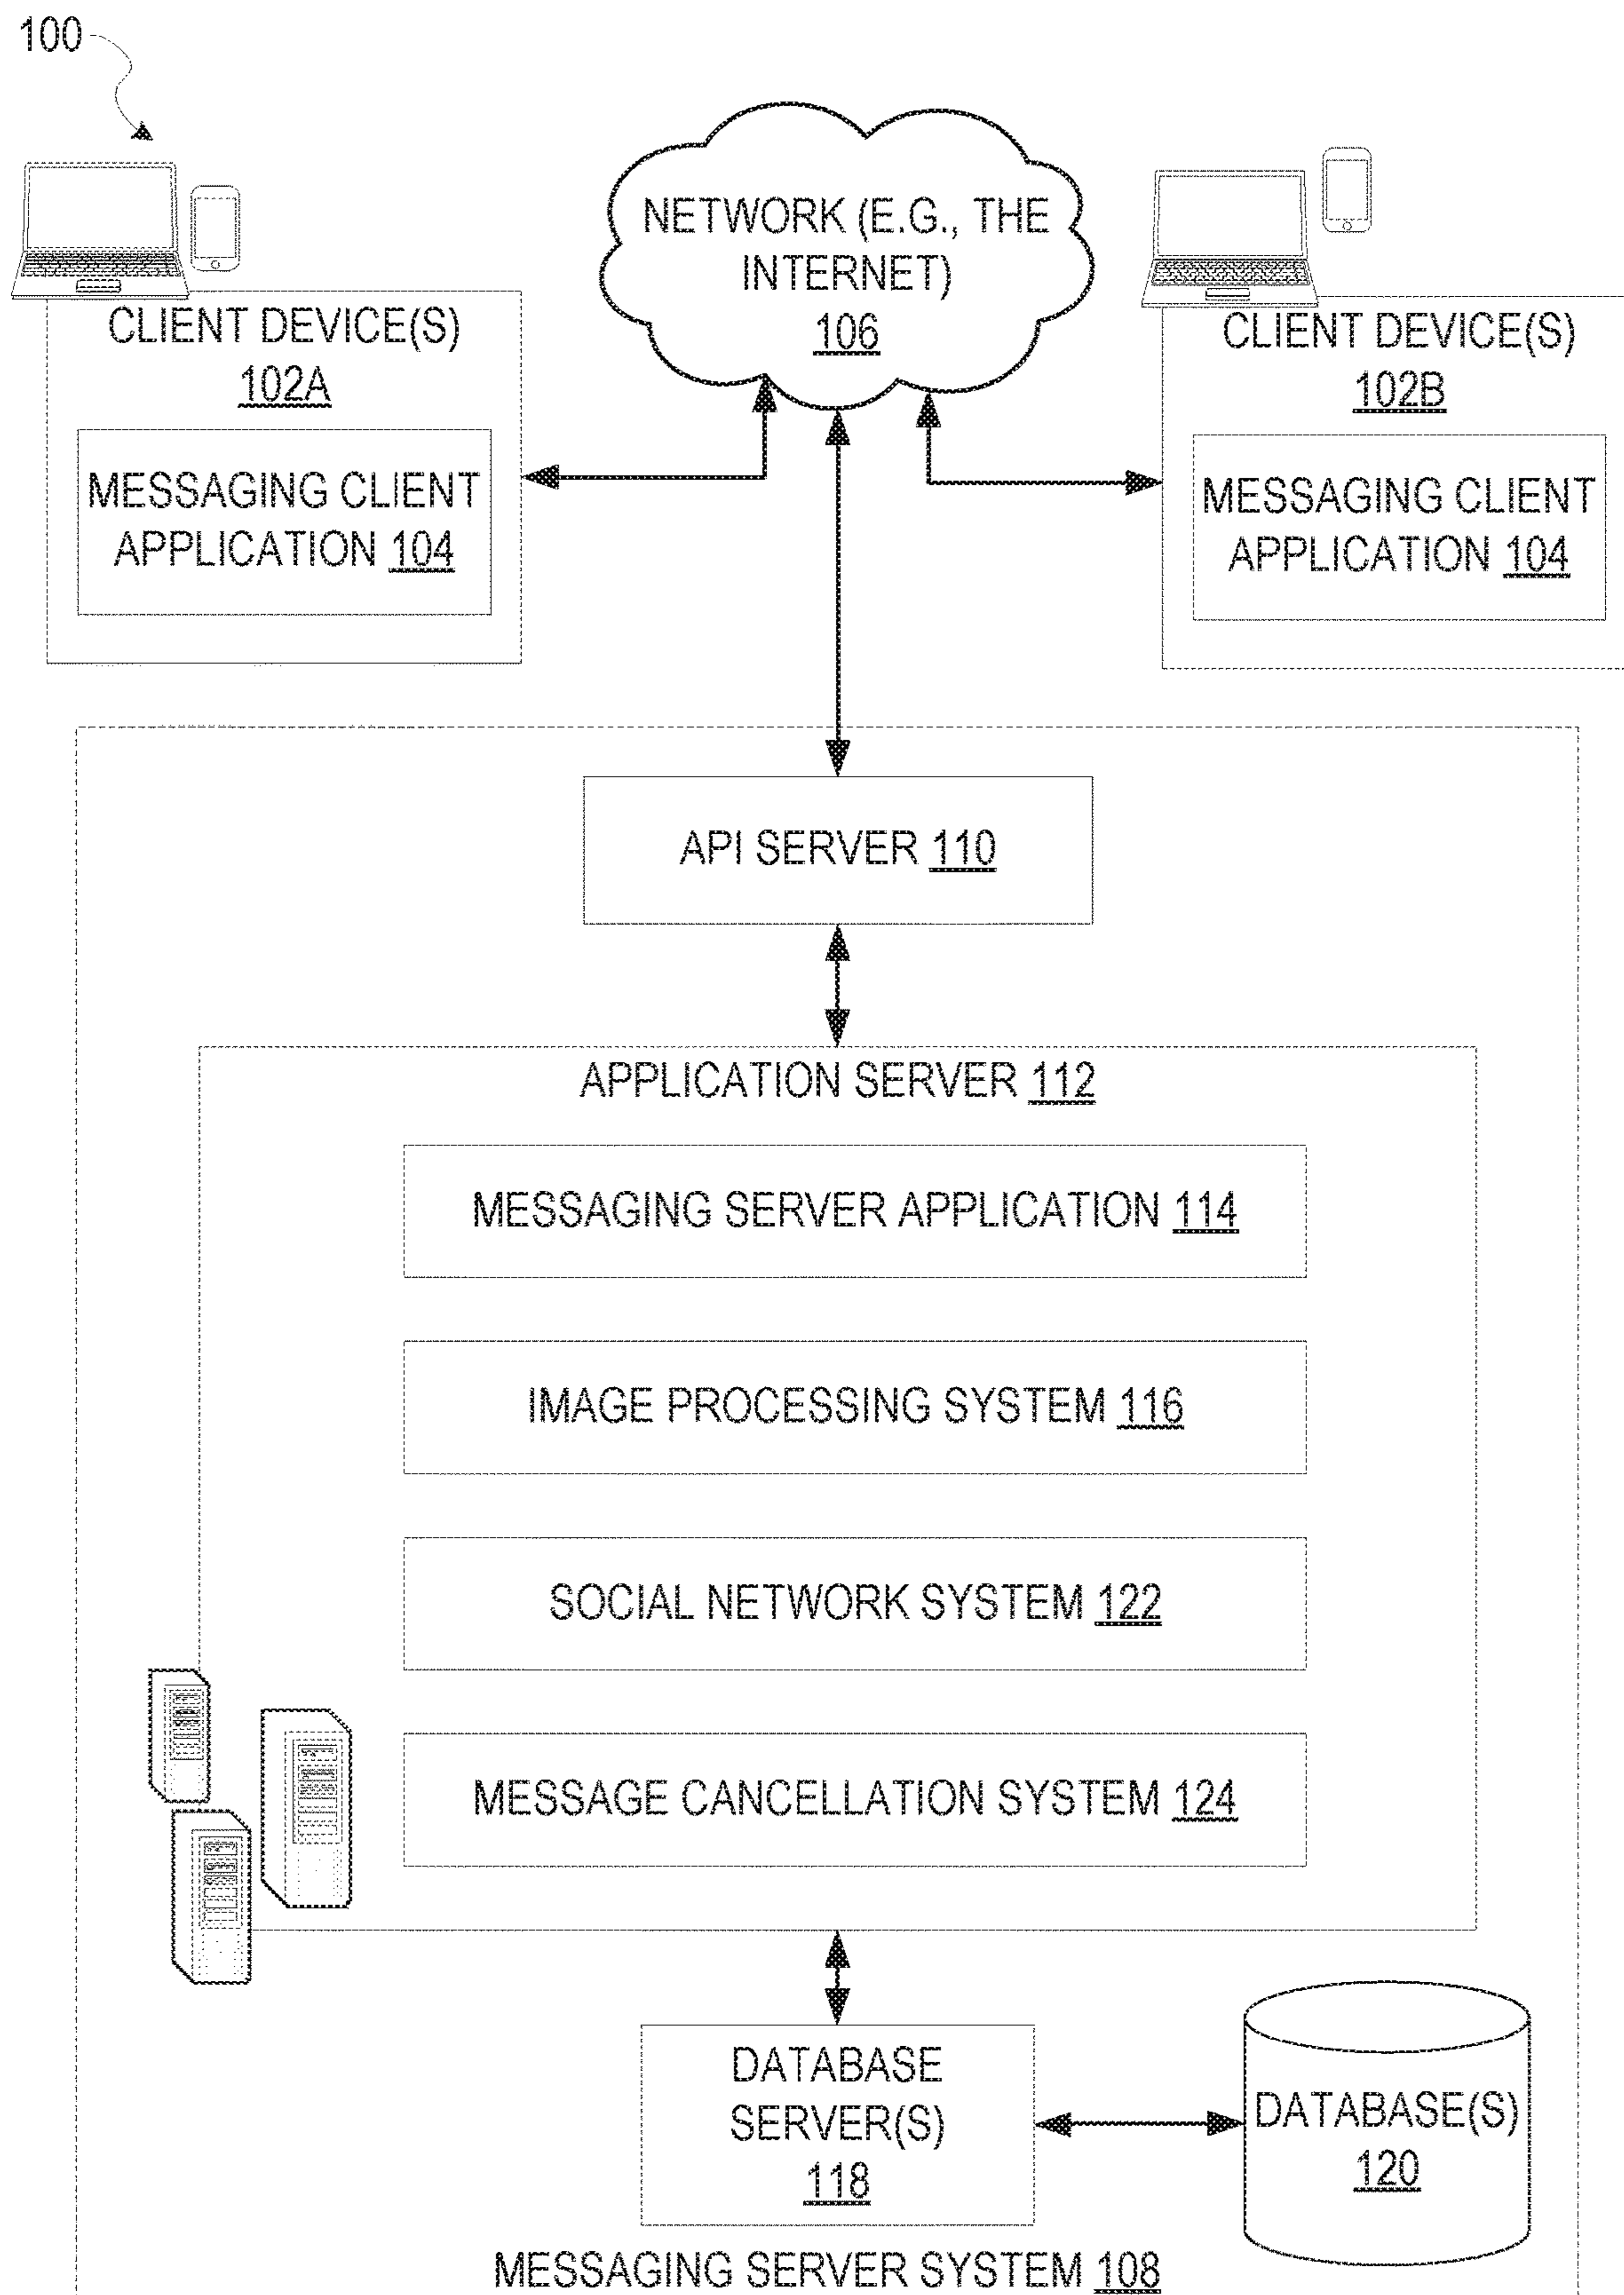 100
NETWORK (E.G., THE
INTERNET)
106
CLIENT DEVICE(S)
102A
MESSAGING CLIENT
APPLICATION 104
CLIENT DEVICE(S)
102B
MESSAGING CLIENT
APPLICATION 104
API SERVER 110
APPLICATION SERVER 112
MESSAGING SERVER APPLICATION 114
IMAGE PROCESSING SYSTEM 116
SOCIAL NETWORK SYSTEM 122
MESSAGE CANCELLATION SYSTEM 124
DATABASE
SERVER(S)
118
DATABASE(S)
120
MESSAGING SERVER SYSTEM 108